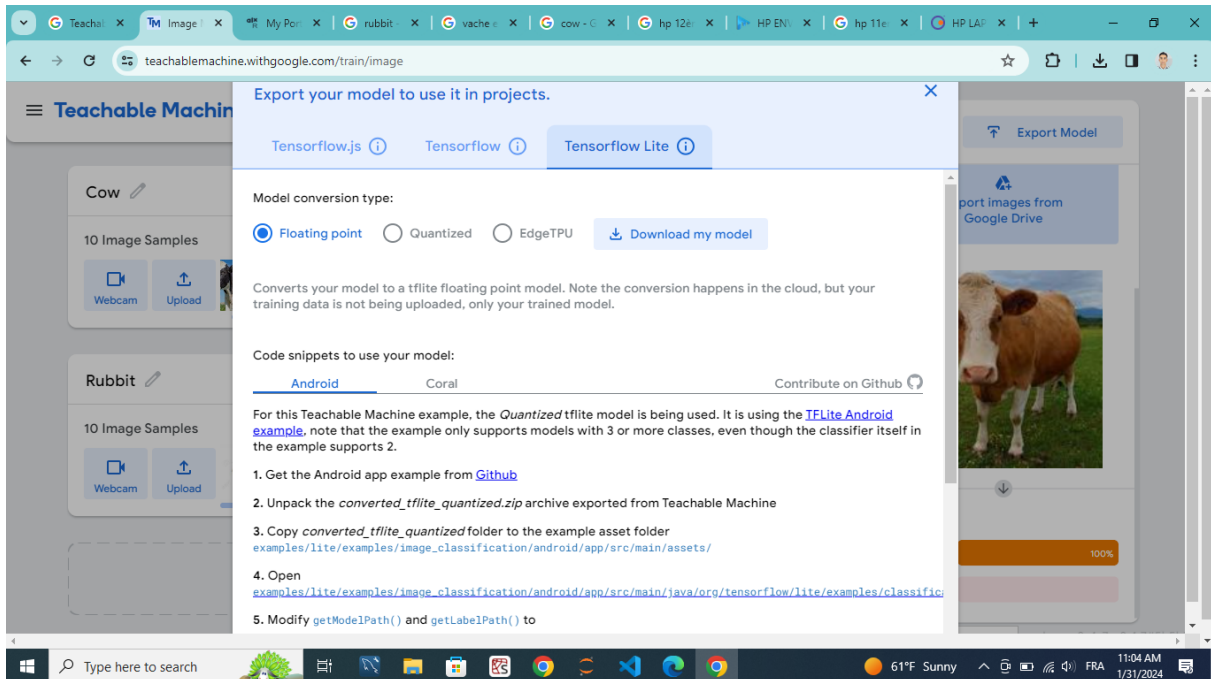 Teachal
Image
My Por
rubbit -
vache e
cow - G
hp 12è
HP ENV
hp 11e
HP LAP
teachablemachine.withgoogle.com/train/image
Teachable Machin
Export your model to use it in projects.
Export Model
Tensorflow.js
Tensorflow
Tensorflow Lite
Cow
10 Image Samples
Webcam
Upload
Model conversion type:
Floating point
Quantized
EdgeTPU
Download my model
port images from
Google Drive
Converts your model to a tflite floating point model. Note the conversion happens in the cloud, but your
training data is not being uploaded, only your trained model.
Code snippets to use your model:
Android
Coral
Contribute on Github
Rubbit
10 Image Samples
Webcam
Upload
For this Teachable Machine example, the Quantized tflite model is being used. It is using the TFLite Android
example, note that the example only supports models with 3 or more classes, even though the classifier itself in
the example supports 2.
1. Get the Android app example from Github
2. Unpack the converted_tflite_quantized.zip archive exported from Teachable Machine
3. Copy converted_tflite_quantized folder to the example asset folder
examples/lite/examples/image_classification/android/app/src/main/assets/
4. Open
examples/lite/examples/image_classification/android/app/src/main/java/org/tensorflow/lite/examples/classifica
5. Modify getModelPath() and getLabelPath() to
100%
Type here to search
61°F Sunny
FRA
11:04 AM
1/31/2024